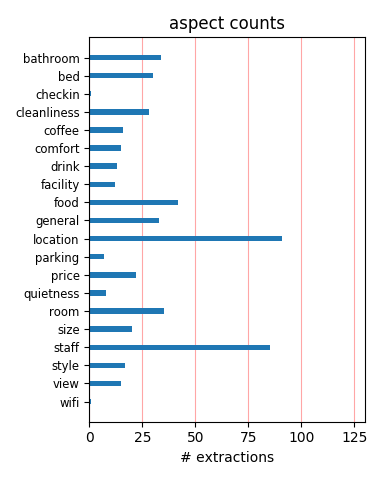 aspect counts
bathroom
bed
checkin
cleanliness
coffee
comfort
drink
facility
food
general
location
parking
price
quietness
room
size
staff
style
view
wifi
0 25 50 75 100 125
# extractions